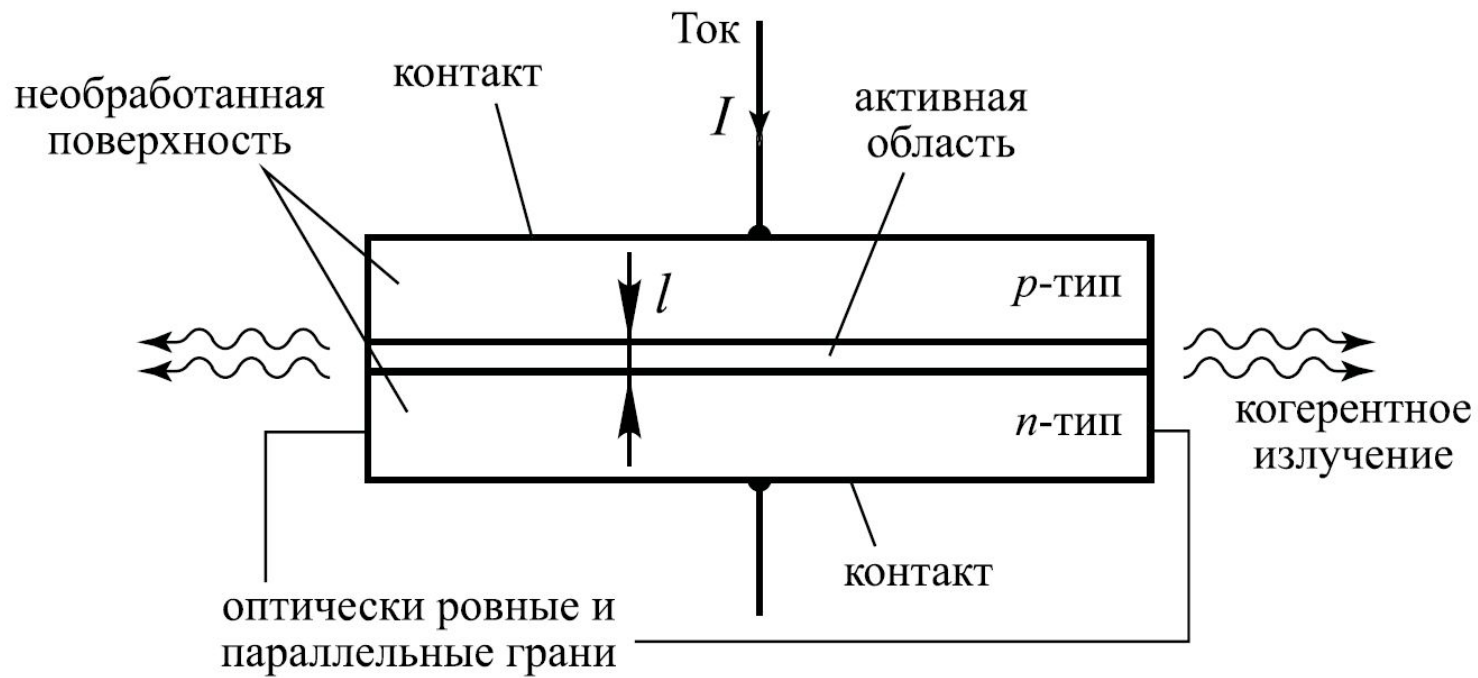 Ток
контакт
необработанная
поверхность
I
активная
область
l
p-тип
n-тип
когерентное
излучение
контакт
оптически ровные и
параллельные грани